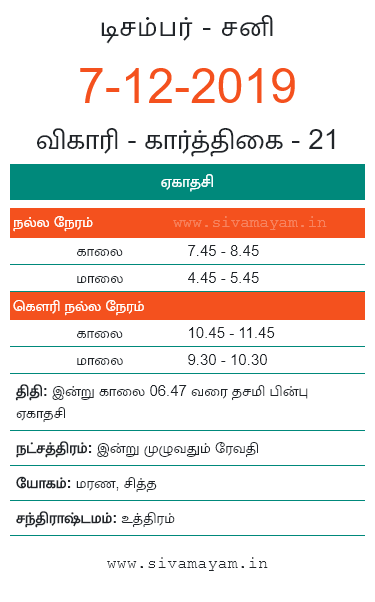 டிசம்பர் - சனி
7-12-2019
விகாரி - கார்த்திகை - 21
ஏகாதசி
நல்ல நேரம் www.sivamayam.in
காலை 7.45 - 8.45
மாலை 4.45 - 5.45
கௌரி நல்ல நேரம்
காலை 10.45 - 11.45
மாலை 9.30 - 10.30
திதி: இன்று காலை 06.47 வரை தசமி பின்பு
ஏகாதசி
நட்சத்திரம்: இன்று முழுவதும் ரேவதி
யோகம்: மரண, சித்த
சந்திராஷ்டமம்: உத்திரம்
www.sivamayam.in